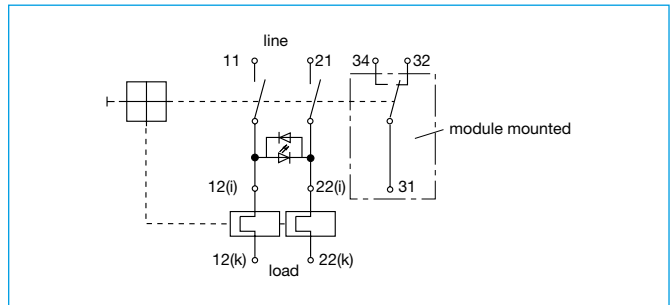 line
11 21 34 32
module mounted
12(i) 22(i) 31
12(k) 22(k)
load